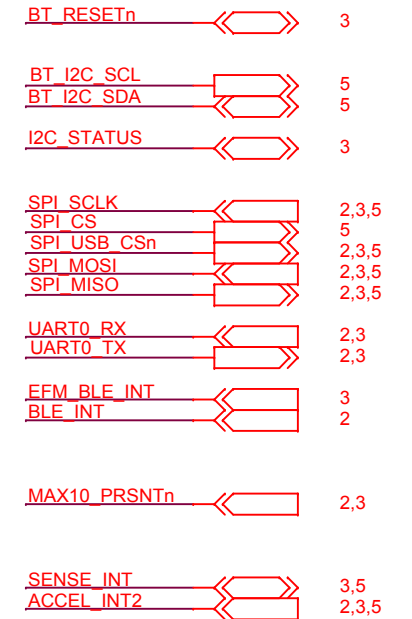 BT_RESETn 3
BT_I2C_SCL 5
BT_I2C_SDA 5
I2C_STATUS 3
SPI_SCLK 2,3,5
SPI_CS 5
SPI_USB_CSn 2,3,5
SPI_MOSI 2,3,5
SPI_MISO 2,3,5
UART0_RX 2,3
UART0_TX 2,3
EFM_BLE_INT 3
BLE_INT 2
MAX10_PRSNTn 2,3
SENSE_INT 3,5
ACCEL_INT2 2,3,5